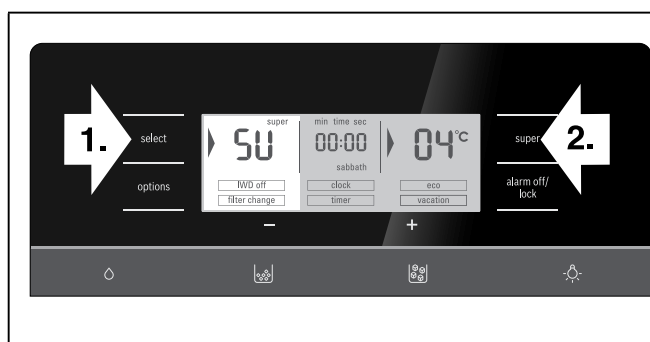 1.
select
options
super
SU
IWD off
filter change
min time sec
00:00
sabbath
clock
timer
04°C
eco
vacation
super
2.
alarm off/
lock
− +